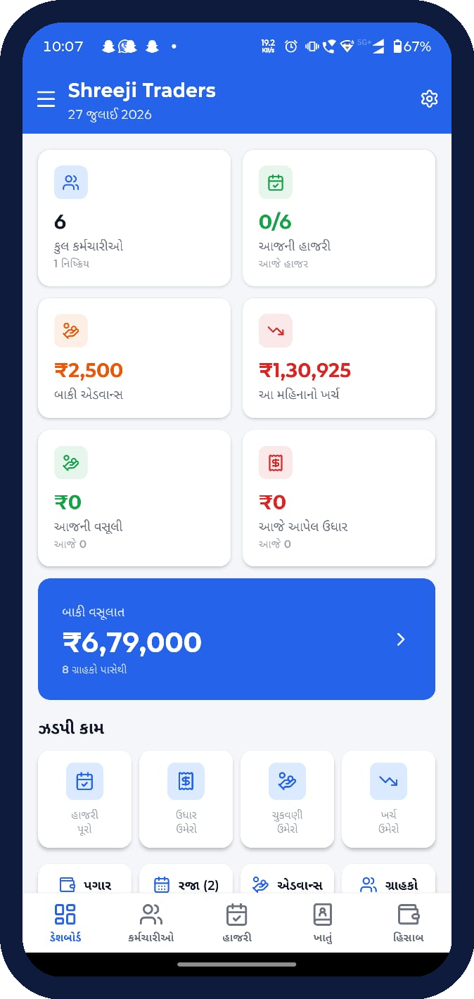 10:07
19.2
KB/s
5G+
67%
Shreeji Traders
27 જુલાઈ 2026
6
કુલ કર્મચારીઓ
1 નિષ્ક્રિય
0/6
આજની હાજરી
આજે હાજર
₹2,500
બાકી એડવાન્સ
₹1,30,925
આ મહિનાનો ખર્ચ
₹0
આજની વસૂલી
આજે 0
₹0
આજે આપેલ ઉધાર
આજે 0
બાકી વસૂલાત
₹6,79,000
8 ગ્રાહકો પાસેથી
ઝડપી કામ
હાજરી
પૂરો
ઉધાર
ઉમેરો
ચુકવણી
ઉમેરો
ખર્ચ
ઉમેરો
પગાર
રજા (2)
એડવાન્સ
ગ્રાહકો
ડેશબોર્ડ
કર્મચારીઓ
હાજરી
ખાતું
હિસાબ